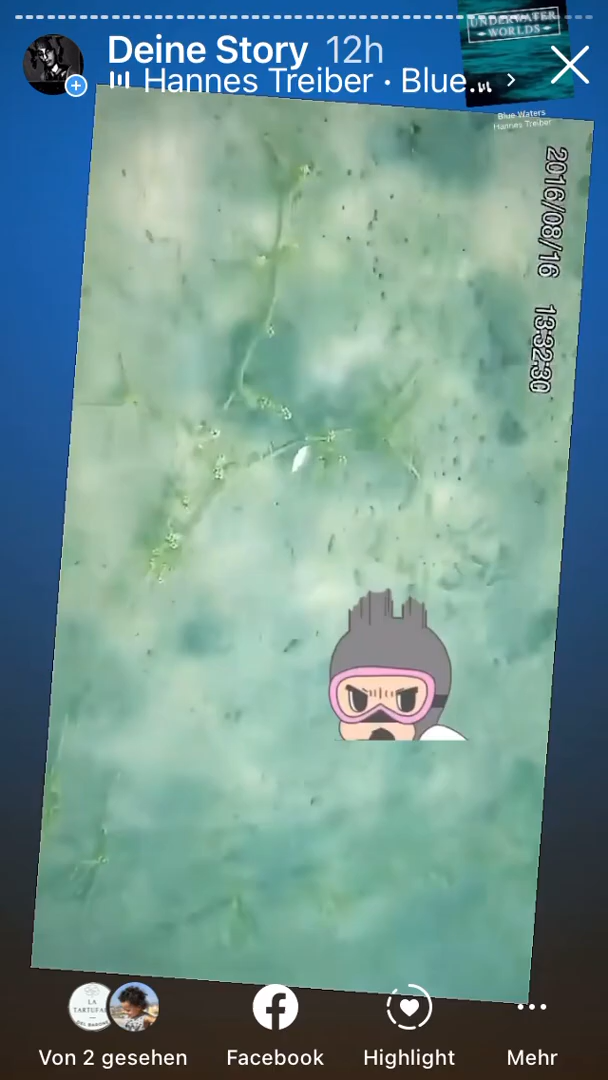 Deine Story 12h
Hannes Treiber · Blue...
UNDERWATER
WORLDS
Blue Waters
Hannes Treiber
2016/08/16 13:32:30
LA
Von 2 gesehen
Facebook
Highlight
Mehr